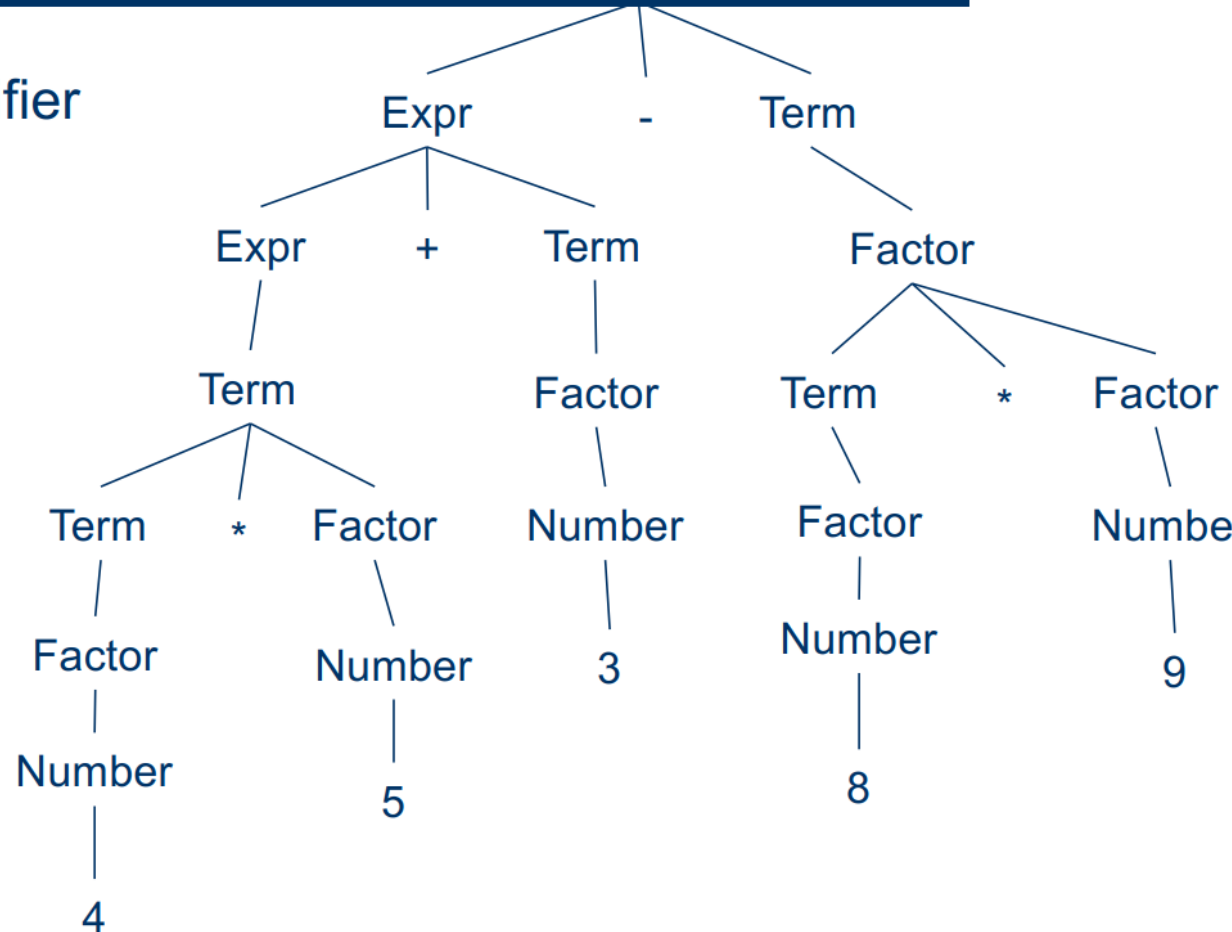 fier
Expr - Term
Expr + Term Factor
Term Factor Term * Factor
Term * Factor Number Factor Numbe
Factor Number 3 Number 9
Number 5 8
4